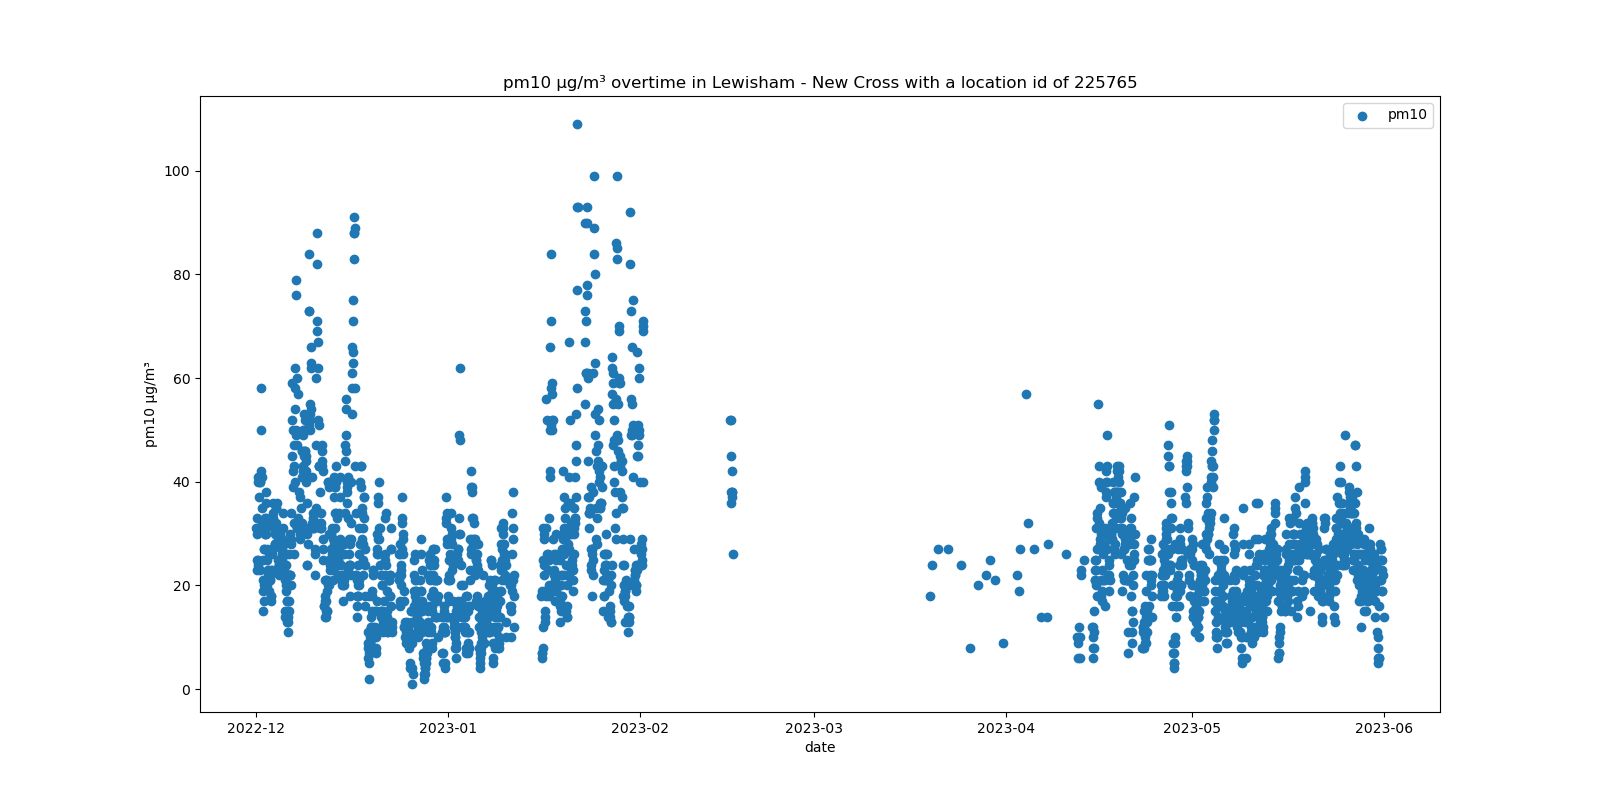 pm10 μg/m³ overtime in Lewisham - New Cross with a location id of 225765
pm10
pm10 μg/m³
100
80
60
40
20
0
2022-12 2023-01 2023-02 2023-03 2023-04 2023-05 2023-06
date